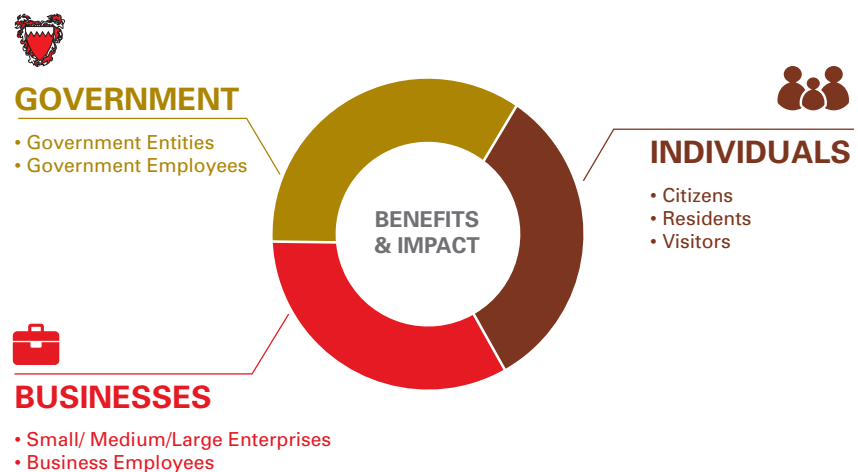 GOVERNMENT
• Government Entities
• Government Employees
BENEFITS
& IMPACT
INDIVIDUALS
• Citizens
• Residents
• Visitors
BUSINESSES
• Small/ Medium/Large Enterprises
• Business Employees